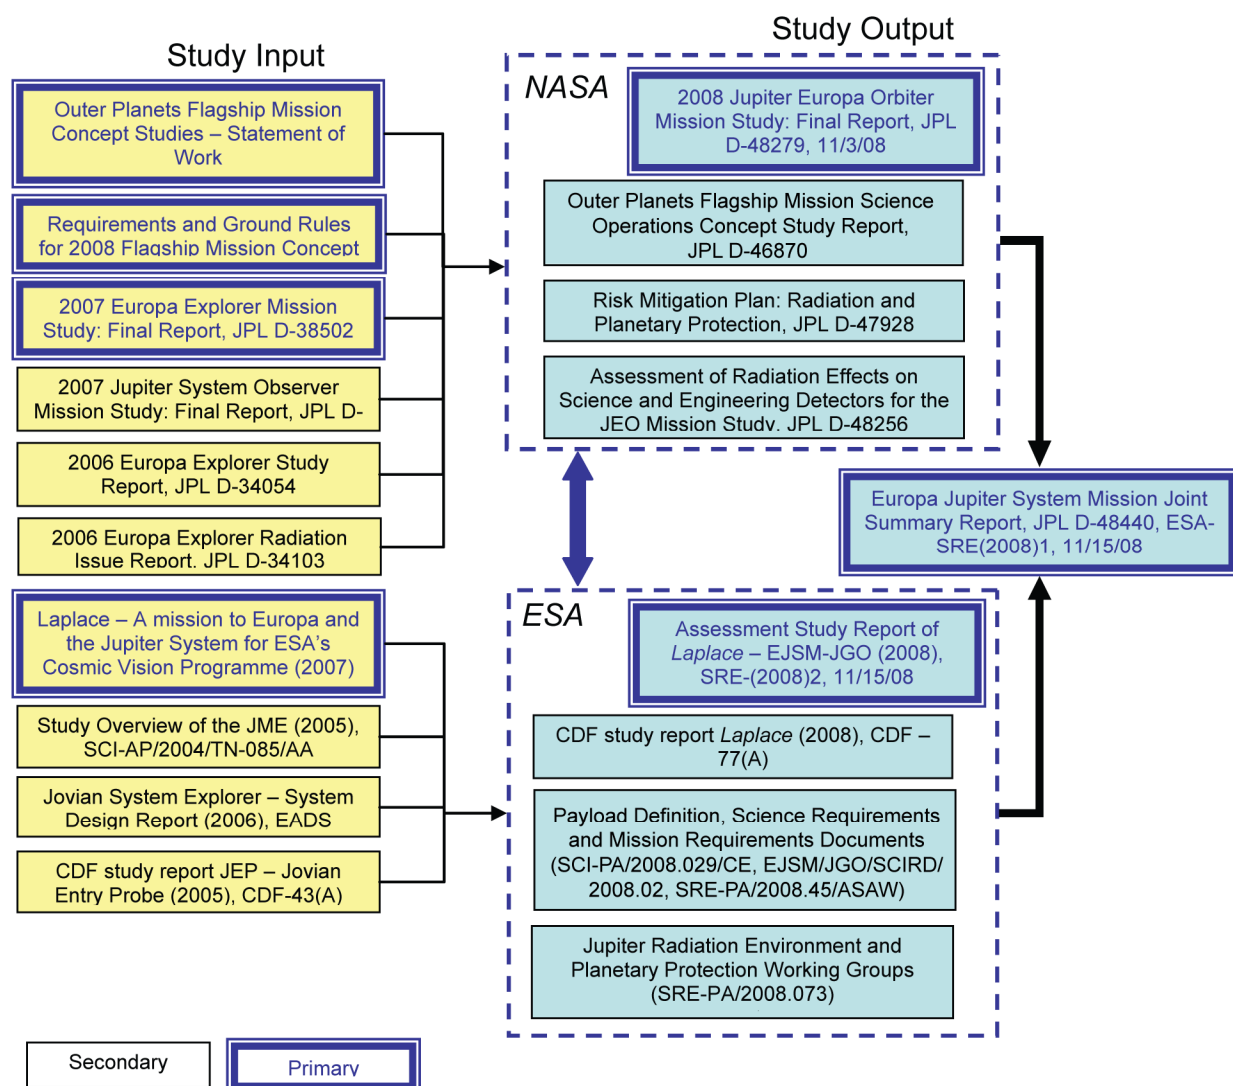 Study Input
Outer Planets Flagship Mission
Concept Studies – Statement of
Work
Requirements and Ground Rules
for 2008 Flagship Mission Concept
2007 Europa Explorer Mission
Study: Final Report, JPL D-38502
2007 Jupiter System Observer
Mission Study: Final Report, JPL D-
2006 Europa Explorer Study
Report, JPL D-34054
2006 Europa Explorer Radiation
Issue Report. JPL D-34103
Laplace – A mission to Europa and
the Jupiter System for ESA's
Cosmic Vision Programme (2007)
Study Overview of the JME (2005),
SCI-AP/2004/TN-085/AA
Jovian System Explorer – System
Design Report (2006), EADS
CDF study report JEP – Jovian
Entry Probe (2005), CDF-43(A)
Study Output
NASA
2008 Jupiter Europa Orbiter
Mission Study: Final Report, JPL
D-48279, 11/3/08
Outer Planets Flagship Mission Science
Operations Concept Study Report,
JPL D-46870
Risk Mitigation Plan: Radiation and
Planetary Protection, JPL D-47928
Assessment of Radiation Effects on
Science and Engineering Detectors for the
JEO Mission Study. JPL D-48256
ESA
Assessment Study Report of
Laplace – EJSM-JGO (2008),
SRE-(2008)2, 11/15/08
CDF study report Laplace (2008), CDF –
77(A)
Payload Definition, Science Requirements
and Mission Requirements Documents
(SCI-PA/2008.029/CE, EJSM/JGO/SCIRD/
2008.02, SRE-PA/2008.45/ASAW)
Jupiter Radiation Environment and
Planetary Protection Working Groups
(SRE-PA/2008.073)
Europa Jupiter System Mission Joint
Summary Report, JPL D-48440, ESA-
SRE(2008)1, 11/15/08
Secondary
Primary